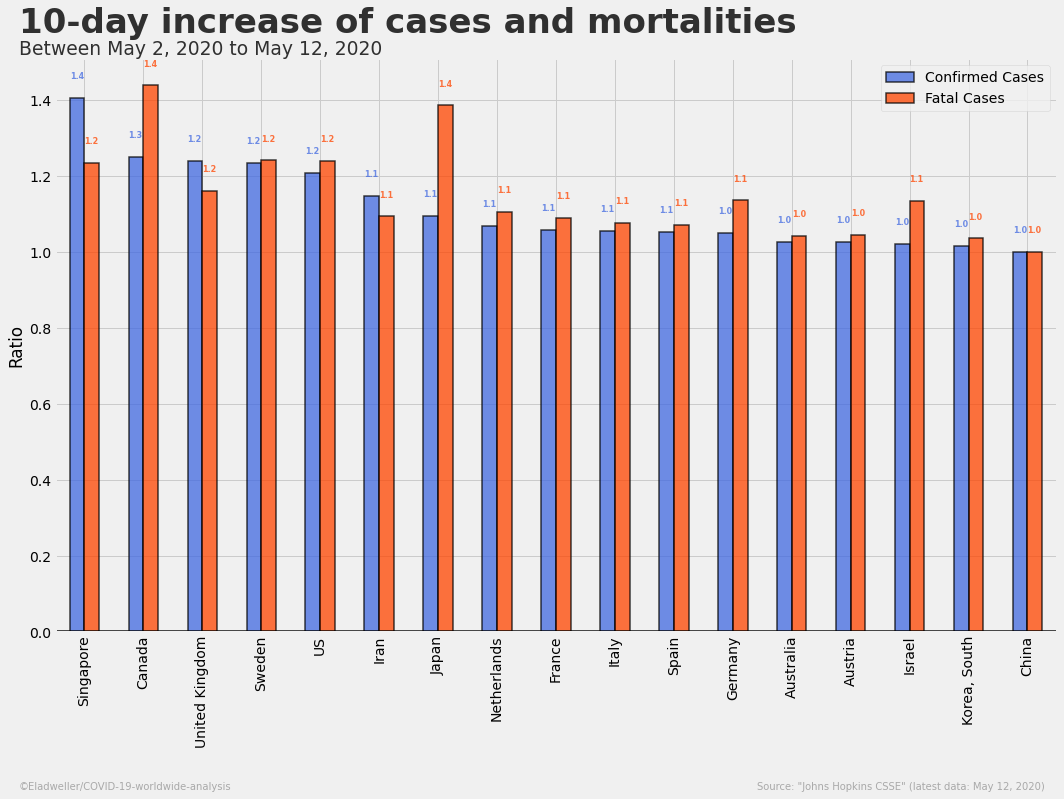 10-day increase of cases and mortalities
Between May 2, 2020 to May 12, 2020
Confirmed Cases
Fatal Cases
Ratio
1.4
1.2
1.0
0.8
0.6
0.4
0.2
0.0
1.4 1.2
1.3 1.4
1.2 1.2
1.2 1.2
1.2 1.2
1.1 1.1
1.1 1.4
1.1 1.1
1.1 1.1
1.1 1.1
1.1 1.1
1.0 1.1
1.0 1.0
1.0 1.0
1.0 1.1
1.0 1.0
1.0 1.0
Singapore
Canada
United Kingdom
Sweden
US
Iran
Japan
Netherlands
France
Italy
Spain
Germany
Australia
Austria
Israel
Korea, South
China
©Eladweller/COVID-19-worldwide-analysis
Source: "Johns Hopkins CSSE" (latest data: May 12, 2020)